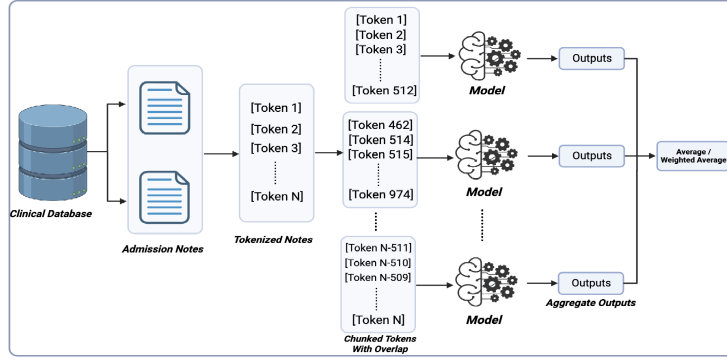 Clinical Database
Admission Notes
[Token 1]
[Token 2]
[Token 3]
[Token N]
Tokenized Notes
[Token 1]
[Token 2]
[Token 3]
[Token 512]
[Token 462]
[Token 514]
[Token 515]
[Token 974]
[Token N-511]
[Token N-510]
[Token N-509]
[Token N]
Chunked Tokens
With Overlap
Model
Model
Model
Outputs
Outputs
Outputs
Aggregate Outputs
Average /
Weighted Average